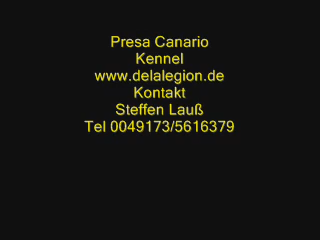 Presa Canario
Kennel
www.delalegion.de
Kontakt
Steffen Lauß
Tel 0049173/5616379